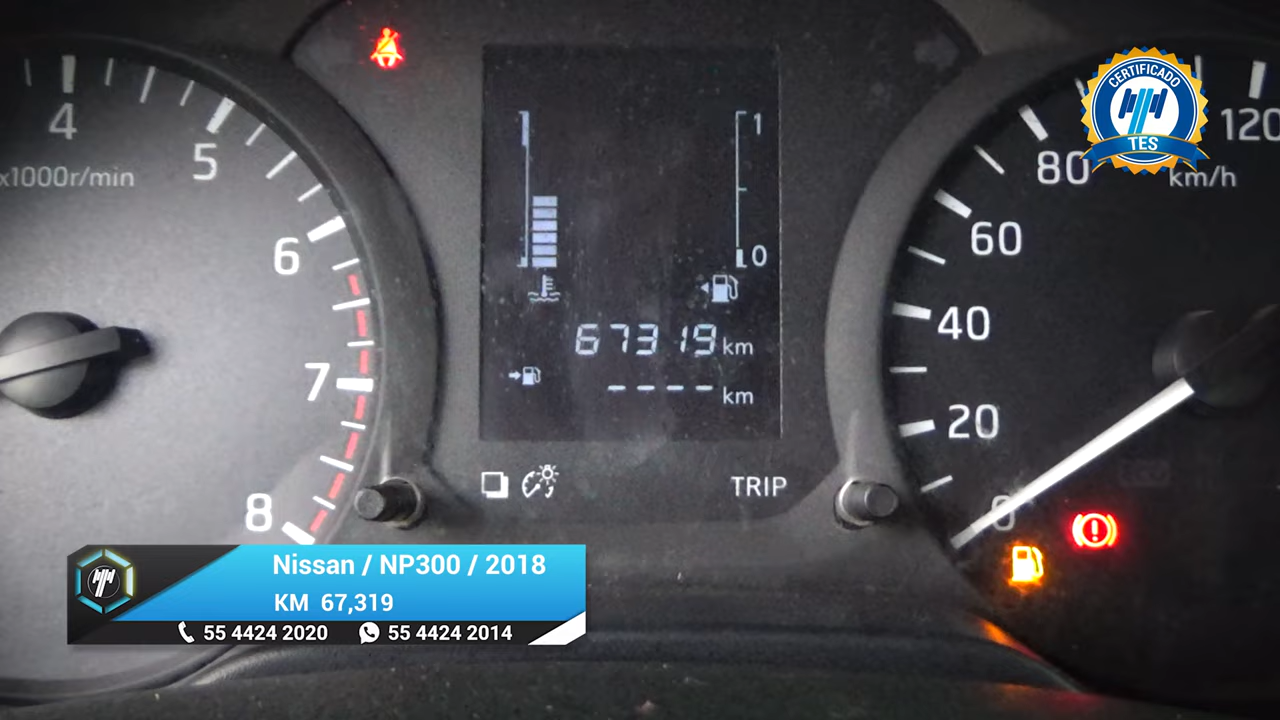 4
5
x1000r/min
6
7
8
1
0
67319 km
---- km
TRIP
120
80
km/h
60
40
20
0
CERTIFICADO
TES
Nissan / NP300 / 2018
KM 67,319
55 4424 2020 55 4424 2014